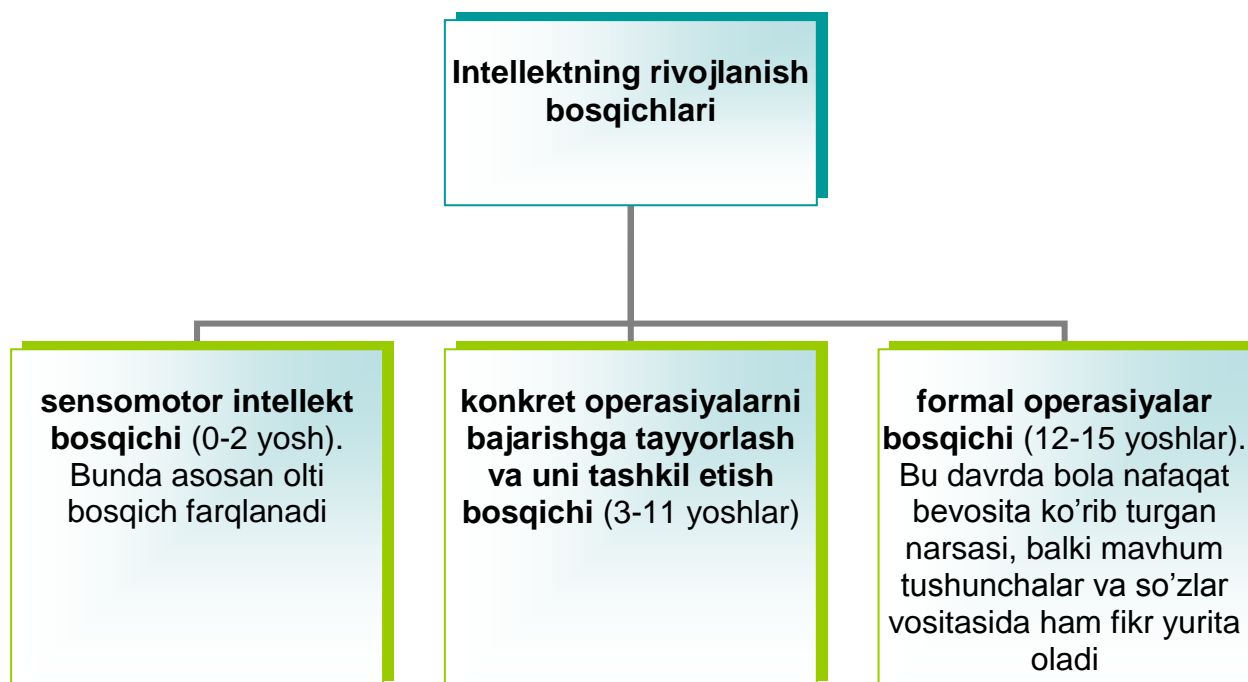 Intellektning rivojlanish
bosqichlari
sensomotor intellekt
bosqichi (0-2 yosh).
Bunda asosan olti
bosqich farqlanadi
konkret operasiyalarni
bajarishga tayyorlash
va uni tashkil etish
bosqichi (3-11 yoshlar)
formal operasiyalar
bosqichi (12-15 yoshlar).
Bu davrda bola nafaqat
bevosita ko’rib turgan
narsasi, balki mavhum
tushunchalar va so’zlar
vositasida ham fikr yurita
oladi